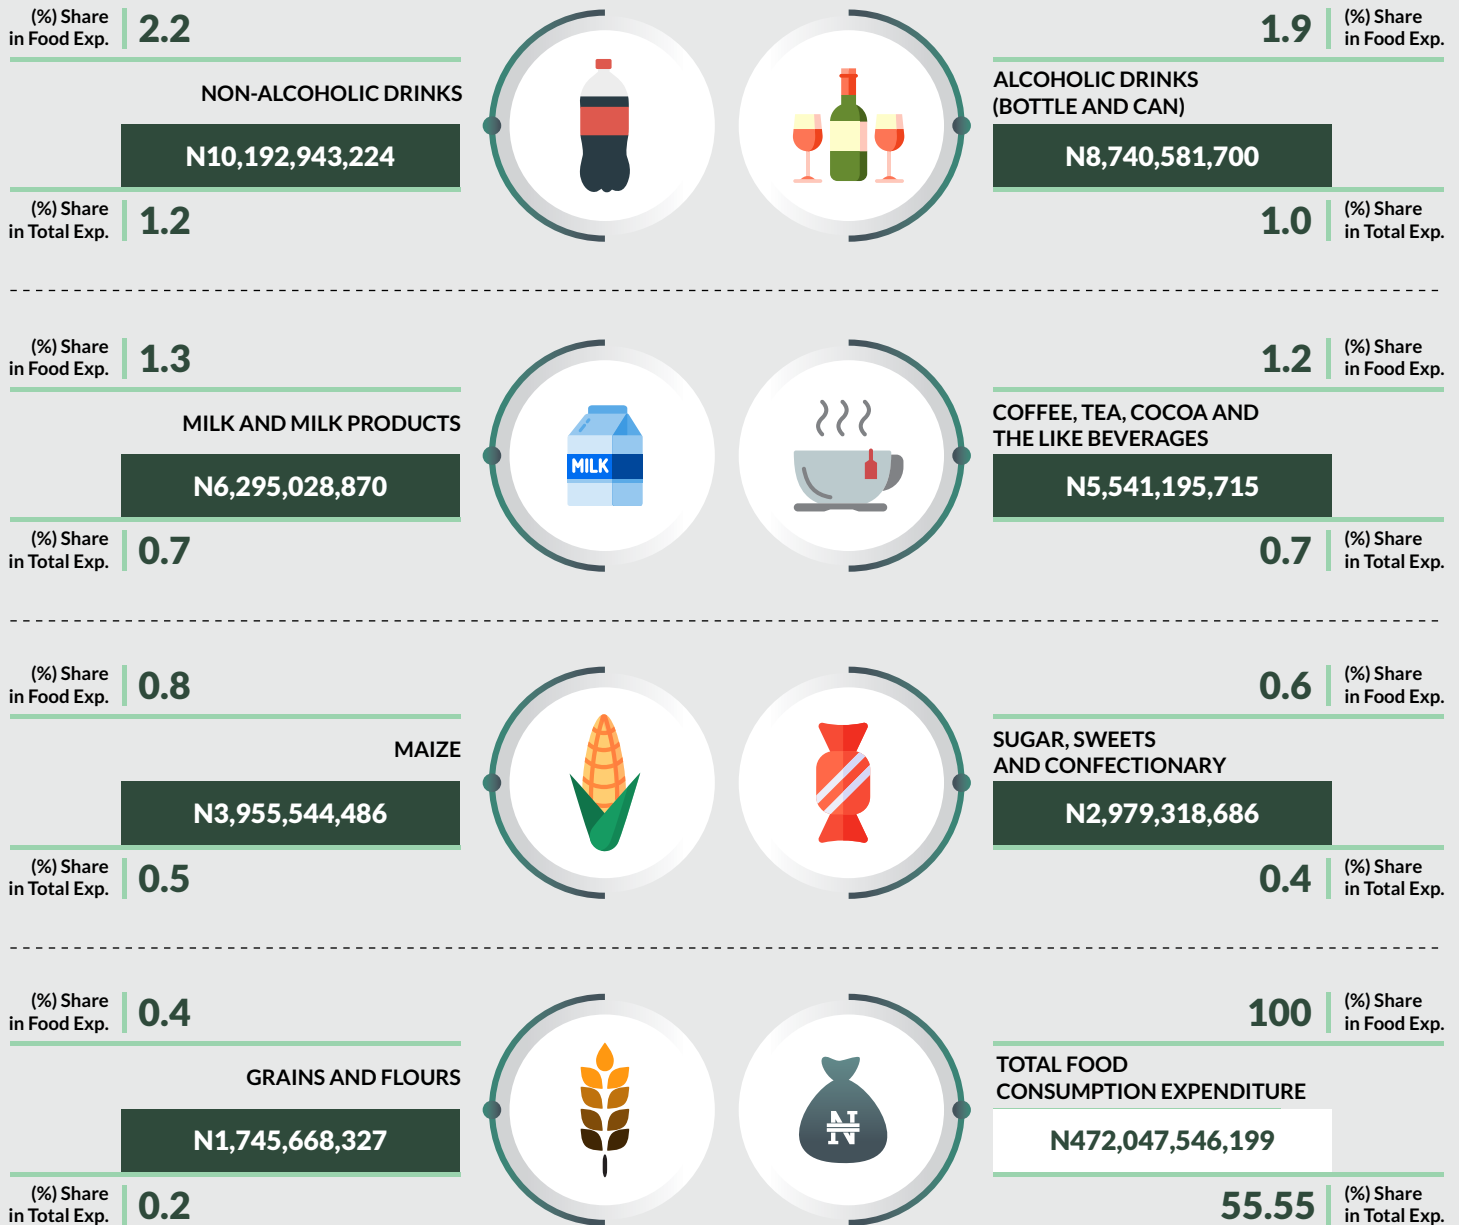 (%) Share
in Food Exp.
2.2
NON-ALCOHOLIC DRINKS
N10,192,943,224
(%) Share
in Total Exp.
1.2
1.9
(%) Share
in Food Exp.
ALCOHOLIC DRINKS
(BOTTLE AND CAN)
N8,740,581,700
1.0
(%) Share
in Total Exp.
(%) Share
in Food Exp.
1.3
MILK AND MILK PRODUCTS
N6,295,028,870
(%) Share
in Total Exp.
0.7
MILK
1.2
(%) Share
in Food Exp.
COFFEE, TEA, COCOA AND
THE LIKE BEVERAGES
N5,541,195,715
0.7
(%) Share
in Total Exp.
(%) Share
in Food Exp.
0.8
MAIZE
N3,955,544,486
(%) Share
in Total Exp.
0.5
0.6
(%) Share
in Food Exp.
SUGAR, SWEETS
AND CONFECTIONARY
N2,979,318,686
0.4
(%) Share
in Total Exp.
(%) Share
in Food Exp.
0.4
GRAINS AND FLOURS
N1,745,668,327
(%) Share
in Total Exp.
0.2
₦
100
(%) Share
in Food Exp.
TOTAL FOOD
CONSUMPTION EXPENDITURE
N472,047,546,199
55.55
(%) Share
in Total Exp.